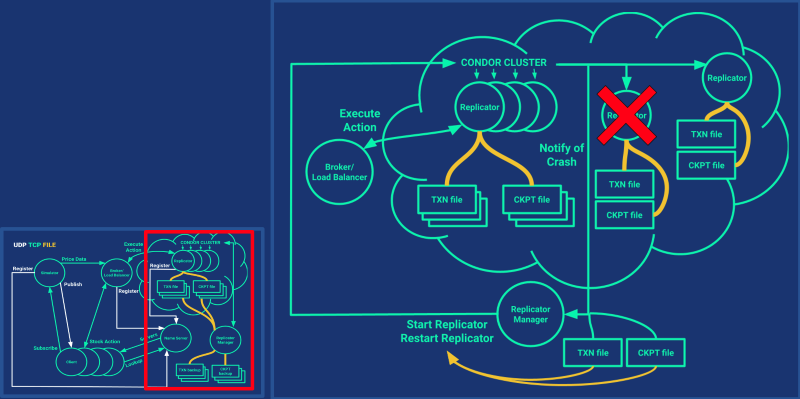 CONDOR CLUSTER
Replicator
Execute
Action
Replicator
Broker/
Load Balancer
Notify of
Crash
TXN file
CKPT file
TXN file
CKPT file
TXN file
CKPT file
Replicator
Manager
Start Replicator
Restart Replicator
TXN file
CKPT file
UDP TCP FILE
Execute
Action
CONDOR CLUSTER
Price Data
Register
Register
Replicator
Broker/
Load Balancer
Publish
Register
TXN file
CKPT file
Subscribe
Stock Action
Name Server
Replicator
Manager
Client
Lookup
TXN backup
CKPT
backup